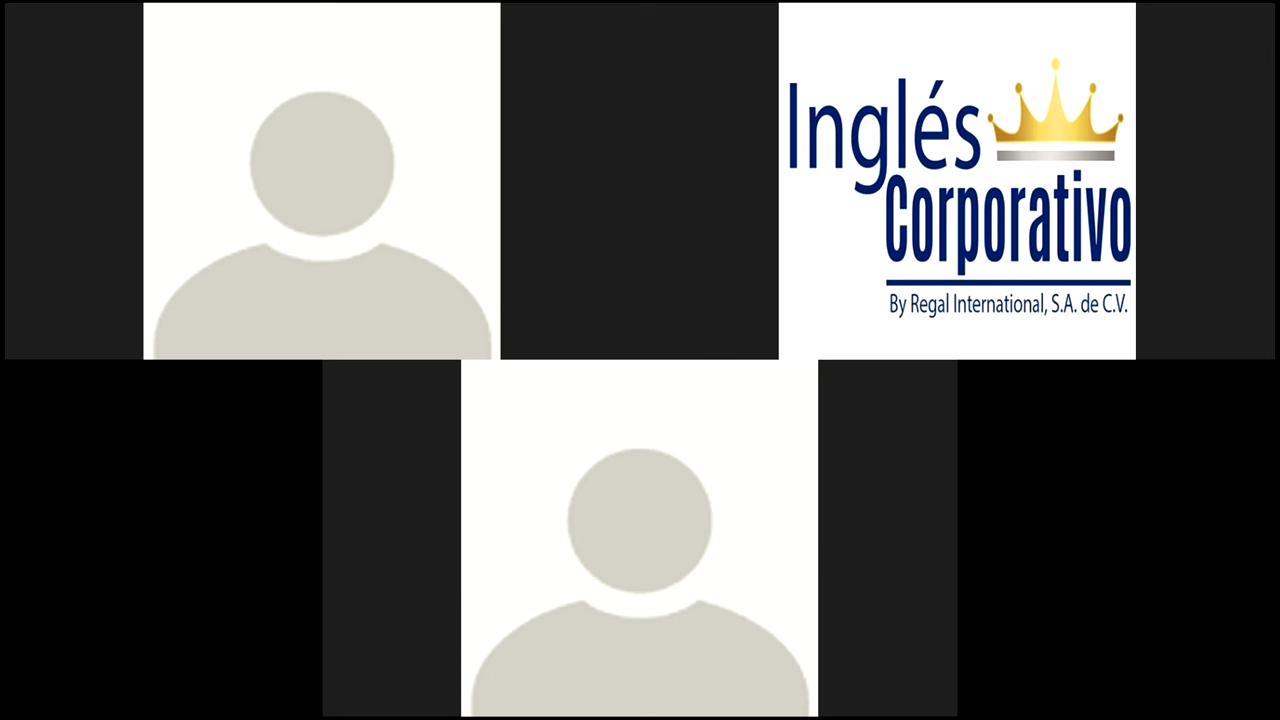 Inglés
Corporativo
By Regal International, S.A. de C.V.